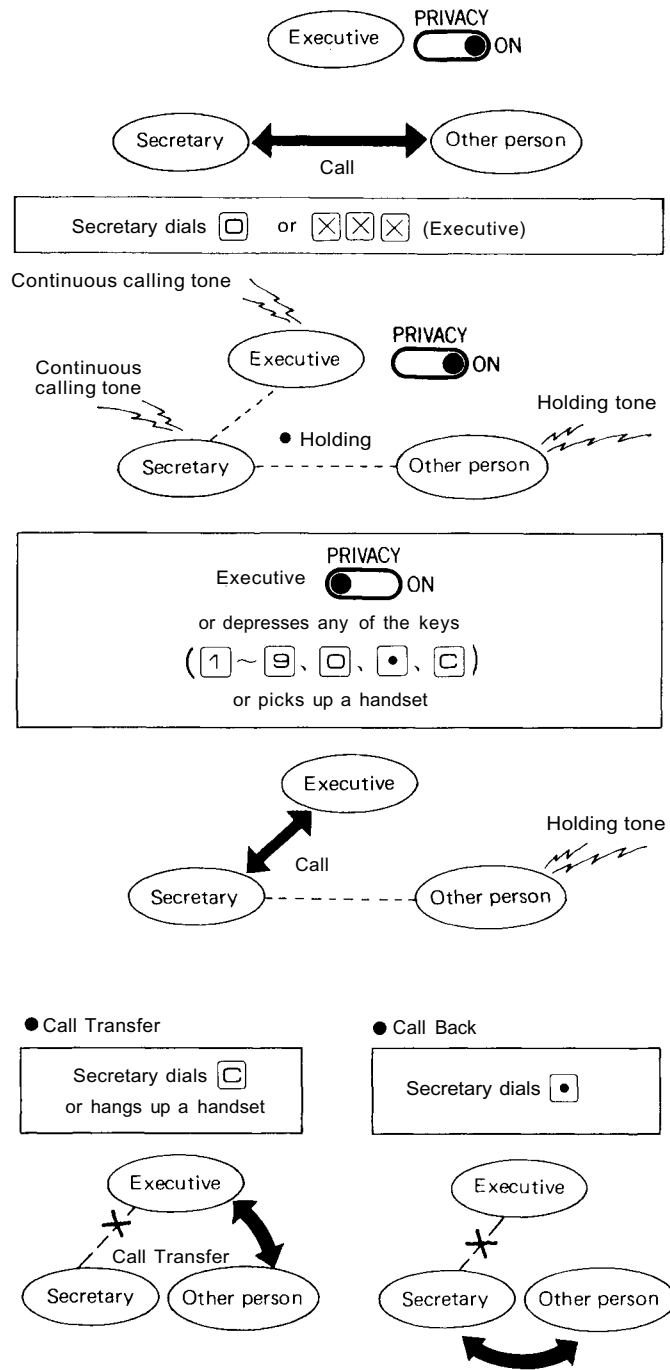 PRIVACY
Executive ON
Secretary Other person
Call
Secretary dials 0 or X X X (Executive)
Continuous calling tone
PRIVACY
Executive ON
Continuous
calling tone
Holding tone
● Holding
Secretary Other person
PRIVACY
Executive ON
or depresses any of the keys
(1 ~ 9、0、•、C)
or picks up a handset
Executive
Holding tone
Call
Secretary Other person
● Call Transfer
Secretary dials C
or hangs up a handset
Executive
Call Transfer
Secretary Other person
● Call Back
Secretary dials •
Executive
Secretary Other person